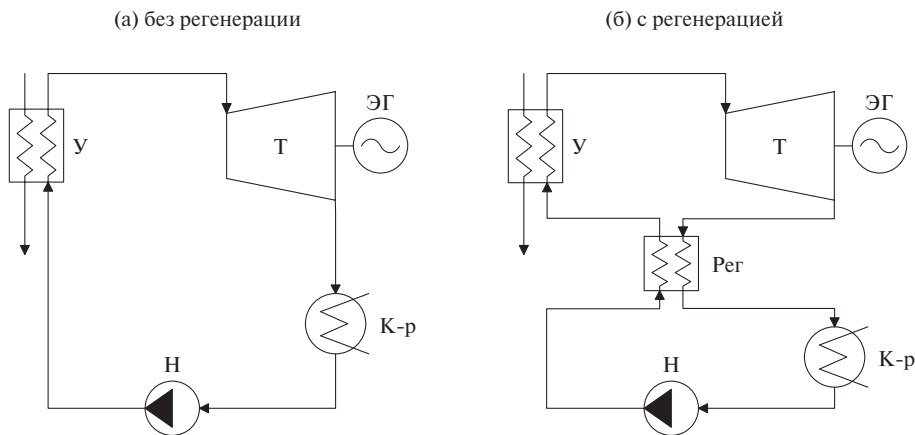 (а) без регенерации
ЭГ
У
Т
К-р
Н
(б) с регенерацией
ЭГ
У
Т
Рег
К-р
Н